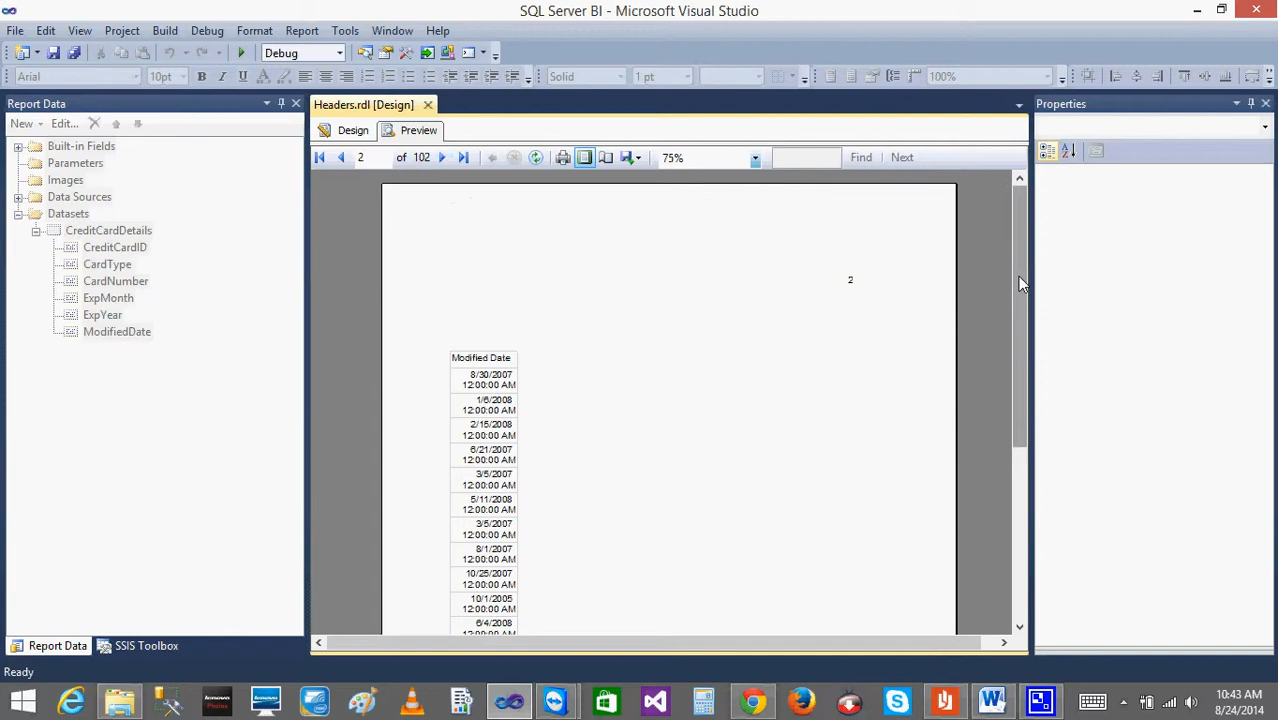 SQL Server BI - Microsoft Visual Studio
File Edit View Project Build Debug Format Report Tools Window Help
Debug
Arial 10pt B I U A Solid 1 pt 100%
Report Data
Headers.rdl [Design]
Properties
New Edit...
Design Preview
2 of 102 75% Find Next
Built-in Fields
Parameters
Images
Data Sources
Datasets
CreditCardDetails
CreditCardID
CardType
CardNumber
ExpMonth
ExpYear
ModifiedDate
2
Modified Date
8/30/2007
12:00:00 AM
1/6/2008
12:00:00 AM
2/15/2008
12:00:00 AM
6/21/2007
12:00:00 AM
3/5/2007
12:00:00 AM
5/11/2008
12:00:00 AM
3/5/2007
12:00:00 AM
8/1/2007
12:00:00 AM
10/25/2007
12:00:00 AM
10/1/2005
12:00:00 AM
6/4/2008
Report Data SSIS Toolbox
Ready
10:43 AM
8/24/2014